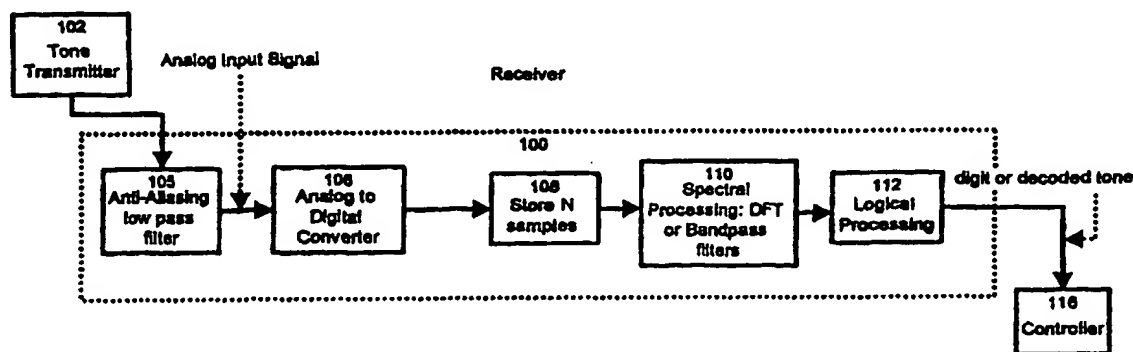 102
Tone
Transmitter
Analog Input Signal
Receiver
100
105
Anti-Aliasing
low pass
filter
106
Analog to
Digital
Converter
108
Store N
samples
110
Spectral
Processing: DFT
or Bandpass
filters
112
Logical
Processing
digit or decoded tone
116
Controller